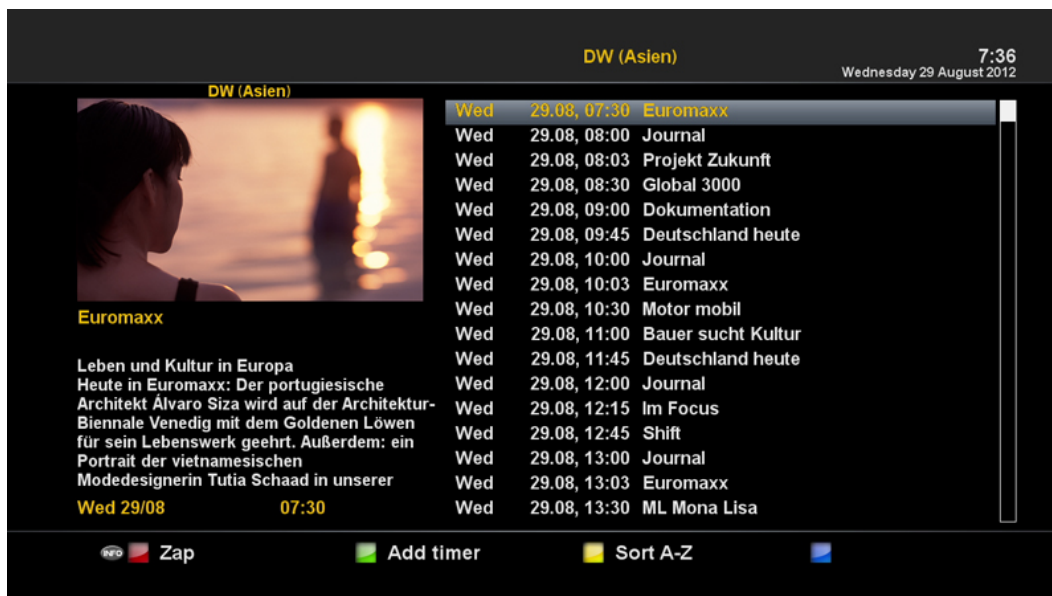 DW (Asien)
7:36
Wednesday 29 August 2012
DW (Asien)
Wed 29.08, 07:30 Euromaxx
Wed 29.08, 08:00 Journal
Wed 29.08, 08:03 Projekt Zukunft
Wed 29.08, 08:30 Global 3000
Wed 29.08, 09:00 Dokumentation
Wed 29.08, 09:45 Deutschland heute
Wed 29.08, 10:00 Journal
Wed 29.08, 10:03 Euromaxx
Wed 29.08, 10:30 Motor mobil
Wed 29.08, 11:00 Bauer sucht Kultur
Wed 29.08, 11:45 Deutschland heute
Wed 29.08, 12:00 Journal
Wed 29.08, 12:15 Im Focus
Wed 29.08, 12:45 Shift
Wed 29.08, 13:00 Journal
Wed 29.08, 13:03 Euromaxx
Wed 29.08, 13:30 ML Mona Lisa
Euromaxx
Leben und Kultur in Europa
Heute in Euromaxx: Der portugiesische
Architekt Álvaro Siza wird auf der Architektur-
Biennale Venedig mit dem Goldenen Löwen
für sein Lebenswerk geehrt. Außerdem: ein
Portrait der vietnamesischen
Modedesignerin Tutia Schaad in unserer
Wed 29/08 07:30
INFO Zap Add timer Sort A-Z